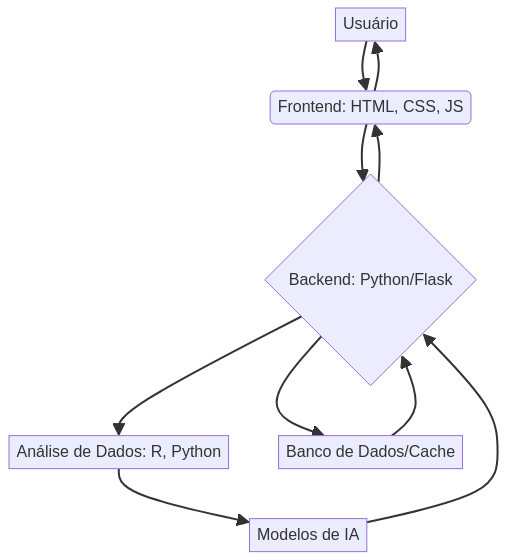 Usuário
Frontend: HTML, CSS, JS
Backend: Python/Flask
Análise de Dados: R, Python
Banco de Dados/Cache
Modelos de IA